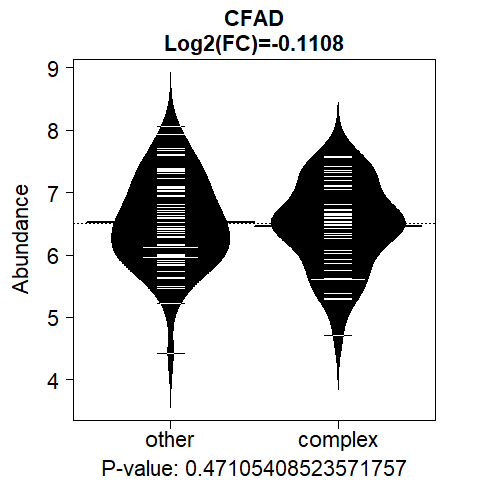 CFAD
Log2(FC)=-0.1108
9
8
7
6
5
4
Abundance
other complex
P-value: 0.47105408523571757